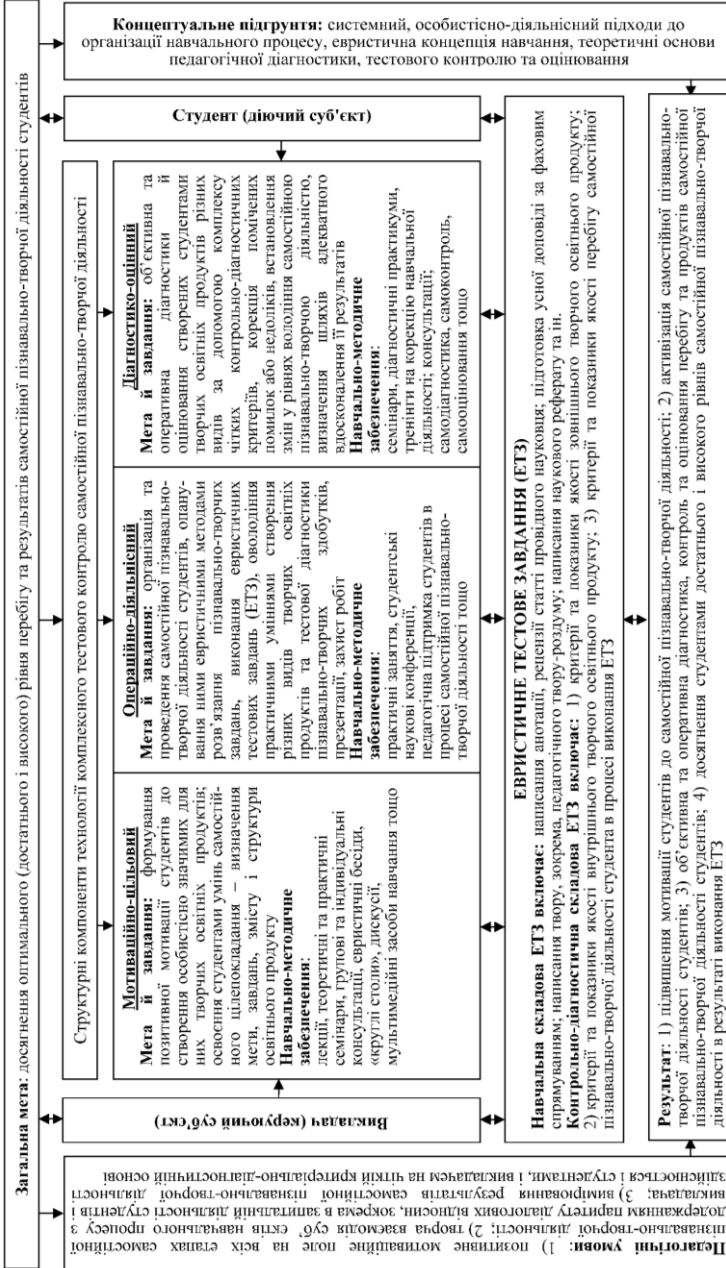 Загальна мета: досягнення оптимального (достатнього і високого) рівня перебігу та результатів самостійної пізнавально-творчої діяльності студентів
Концептуальне підґрунтя: системний, особистісно-діяльнісний підходи до
організації навчального процесу, евристична концепція навчання, теоретичні основи
педагогічної діагностики, тестового контролю та оцінювання
Педагогічні умови: 1) позитивне мотиваційне поле на всіх етапах самостійної
пізнавально-творчої діяльності; 2) творча взаємодія суб'єктів навчального процесу з
додержанням паритету діалогових відносин, зокрема в запитальній діяльності студентів і
викладача; 3) вимірювання результатів самостійної пізнавально-творчої діяльності
здійснюється і студентами, і викладачем на чіткій критеріально-діагностичній основі
Структурні компоненти технології комплексного тестового контролю самостійної пізнавально-творчої діяльності
Викладач (керуючий суб'єкт)
Студент (діючий суб'єкт)
Мотиваційно-цільовий
Мета й завдання: формування
позитивної мотивації студентів до
створення особистісно значимих для
них творчих освітніх продуктів;
освоєння студентами умінь самостій-
ного цілепокладання – визначення
мети, завдань, змісту і структури
освітнього продукту
Навчально-методичне
забезпечення:
лекції, теоретичні та практичні
семінари, групові та індивідуальні
консультації, евристичні бесіди,
«круглі столи», дискусії,
мультимедійні засоби навчання тощо
Операційно-діяльнісний
Мета й завдання: організація та
проведення самостійної пізнавально-
творчої діяльності студентів, опану-
вання ними евристичними методами
розв'язання пізнавально-творчих
завдань, виконання евристичних
тестових завдань (ЕТЗ), оволодіння
практичними уміннями створення
різних видів творчих освітніх
продуктів та тестової діагностики
пізнавально-творчих здобутків,
презентації, захист робіт
Навчально-методичне
забезпечення:
практичні заняття, студентські
наукові конференції,
педагогічна підтримка студентів в
процесі самостійної пізнавально-
творчої діяльності тощо
Діагностико-оцінний
Мета й завдання: об'єктивна та
оперативна діагностики й
оцінювання створених студентами
творчих освітніх продуктів різних
видів за допомогою комплексу
чітких контрольно-діагностичних
критеріїв, корекція помічених
помилок або недоліків, встановлення
змін у рівнях володіння самостійною
пізнавально-творчою діяльністю,
визначення шляхів адекватного
вдосконалення її результатів
Навчально-методичне
забезпечення:
семінари, діагностичні практикуми,
тренінги на корекцію навчальної
діяльності; консультації;
самодіагностика, самоконтроль,
самооцінювання тощо
ЕВРИСТИЧНЕ ТЕСТОВЕ ЗАВДАННЯ (ЕТЗ)
Навчальна складова ЕТЗ включає: написання анотації, рецензії статті провідного науковця; підготовка усної доповіді за фаховим
спрямуванням; написання твору, зокрема, педагогічного твору-роздуму; написання наукового реферату та ін.
Контрольно-діагностична складова ЕТЗ включає: 1) критерії та показники якості зовнішнього творчого освітнього продукту;
2) критерії та показники якості внутрішнього творчого освітнього продукту; 3) критерії та показники якості перебігу самостійної
пізнавально-творчої діяльності студента в процесі виконання ЕТЗ
Результат: 1) підвищення мотивації студентів до самостійної пізнавально-творчої діяльності; 2) активізація самостійної пізнавально-
творчої діяльності студентів; 3) об'єктивна та оперативна діагностика, контроль та оцінювання перебігу та продуктів самостійної
пізнавально-творчої діяльності студентів; 4) досягнення студентами достатнього і високого рівнів самостійної пізнавально-творчої
діяльності в результаті виконання ЕТЗ